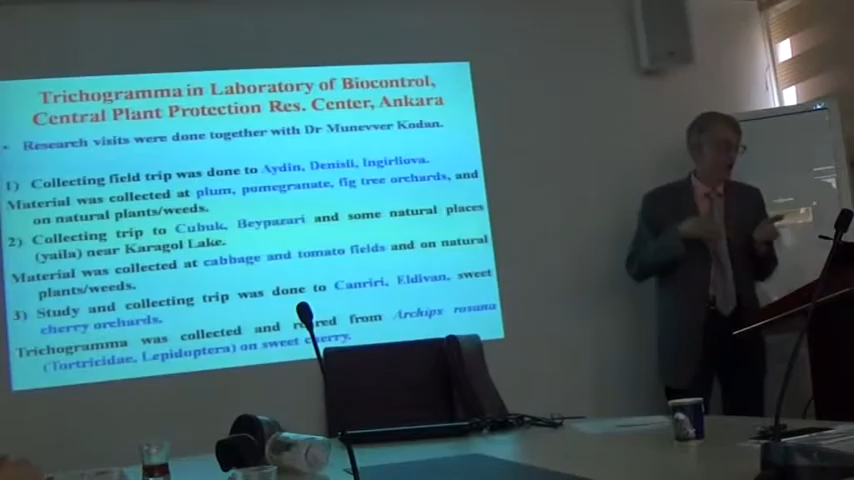 Trichogramma in Laboratory of Biocontrol,
Central Plant Protection Res. Center, Ankara
• Research visits were done together with Dr Munevver Kodan.
1) Collecting field trip was done to Aydin, Denisli, Ingirliova.
Material was collected at plum, pomegranate, fig tree orchards, and
on natural plants/weeds.
2) Collecting trip to Cubuk, Beyparari and some natural places
(yaila) near Karagol Lake.
Material was collected at cabbage and tomato fields and on natural
plants/weeds.
3) Study and collecting trip was done to Canriri, Eldivan, sweet
cherry orchards.
Trichogramma was collected and reared from Archips rosana
(Tortricidae, Lepidoptera) on sweet cherry.